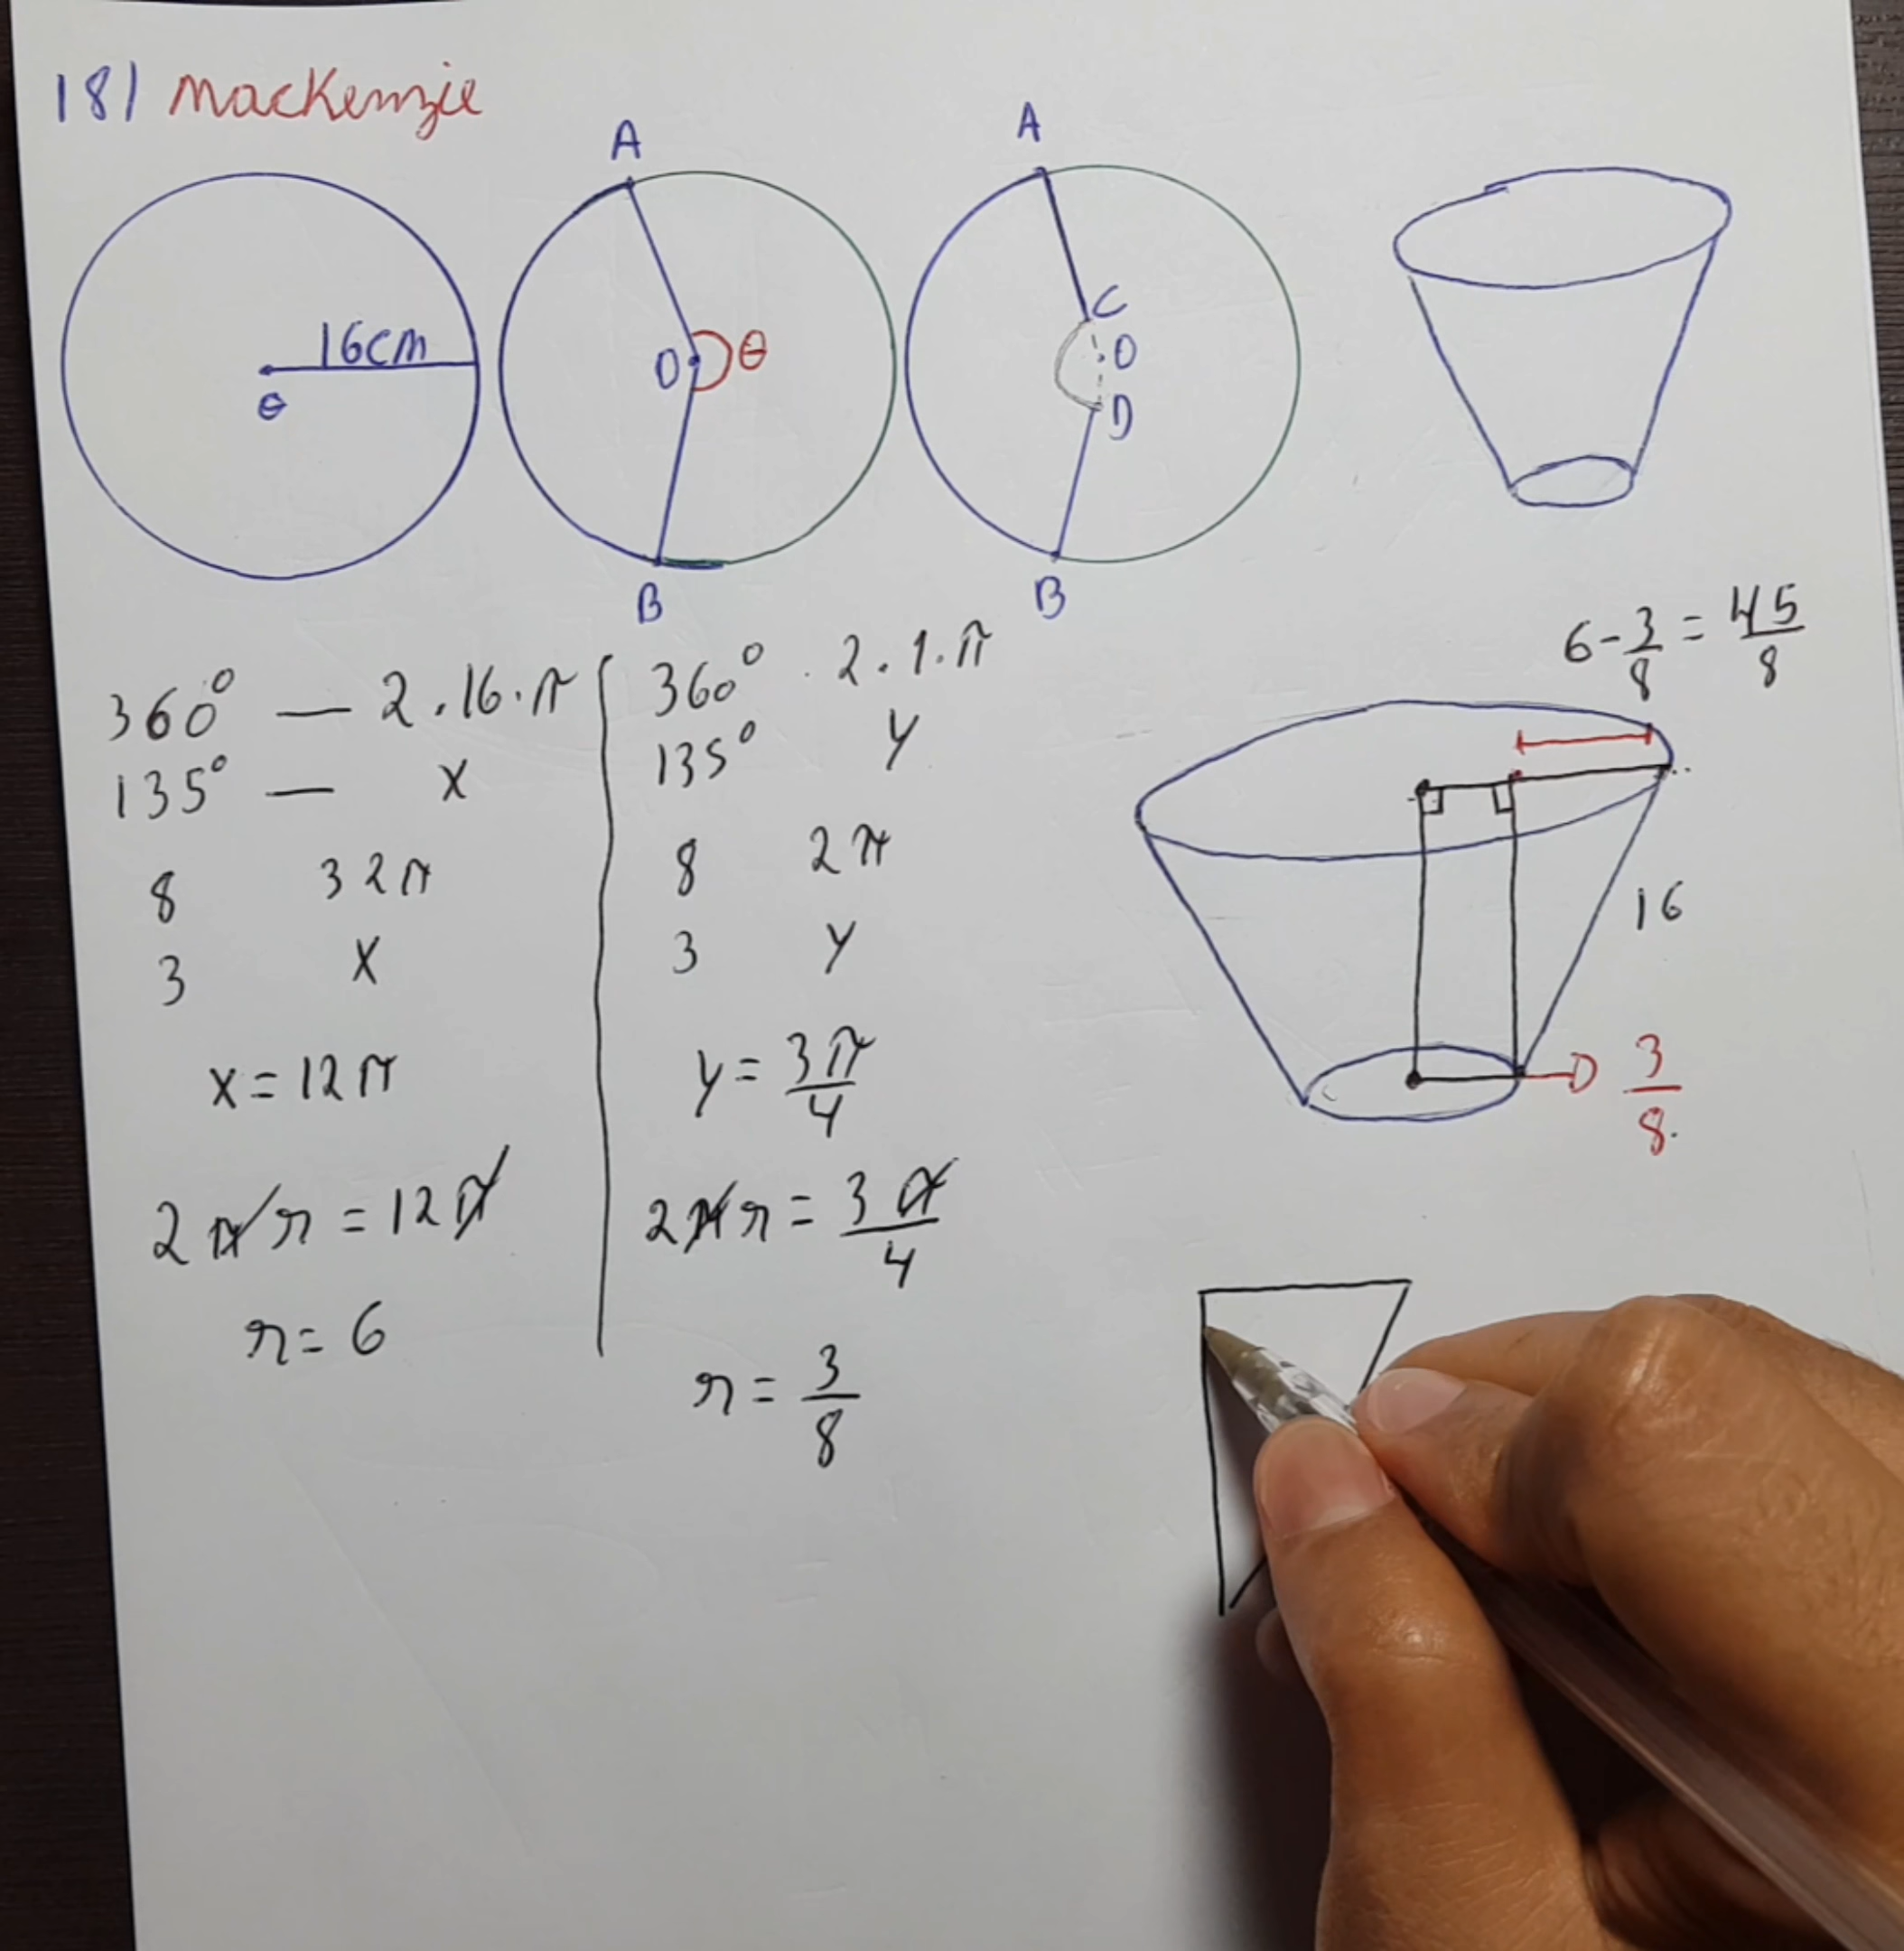 181 Mackenzie
16cm
θ
A
O θ
B
A
C
O
D
B
360° — 2.16.π
135° — X
8 32π
3 X
X = 12π
2πr = 12π
r = 6
360° . 2.1.π
135° y
8 2π
3 y
y = 3π/4
2πr = 3π/4
r = 3/8
6 - 3/8 = 45/8
16
3/8